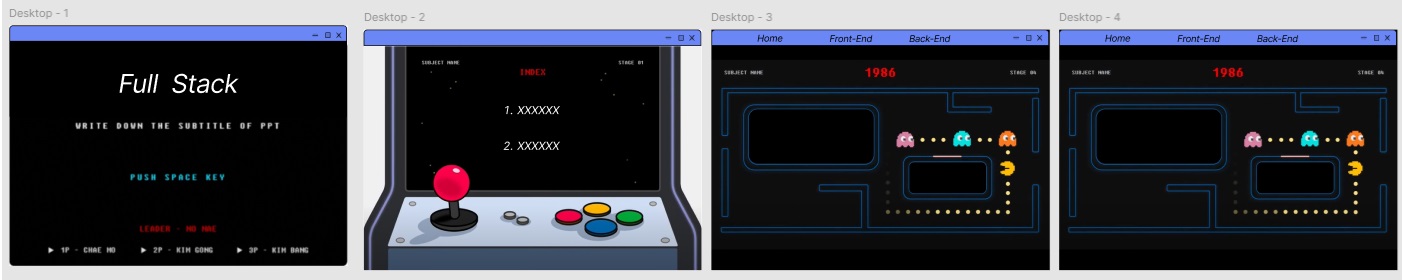 Desktop - 1
Full Stack
WRITE DOWN THE SUBTITLE OF PPT
PUSH SPACE KEY
LEADER - HO HAE
▶ 1P - CHAE HO ▶ 2P - KIM GONG ▶ 3P - KIM BANG
Desktop - 2
SUBJECT NAME INDEX STAGE 01
1. XXXXXX
2. XXXXXX
Desktop - 3
Home Front-End Back-End
SUBJECT NAME 1986 STAGE 04
Desktop - 4
Home Front-End Back-End
SUBJECT NAME 1986 STAGE 04